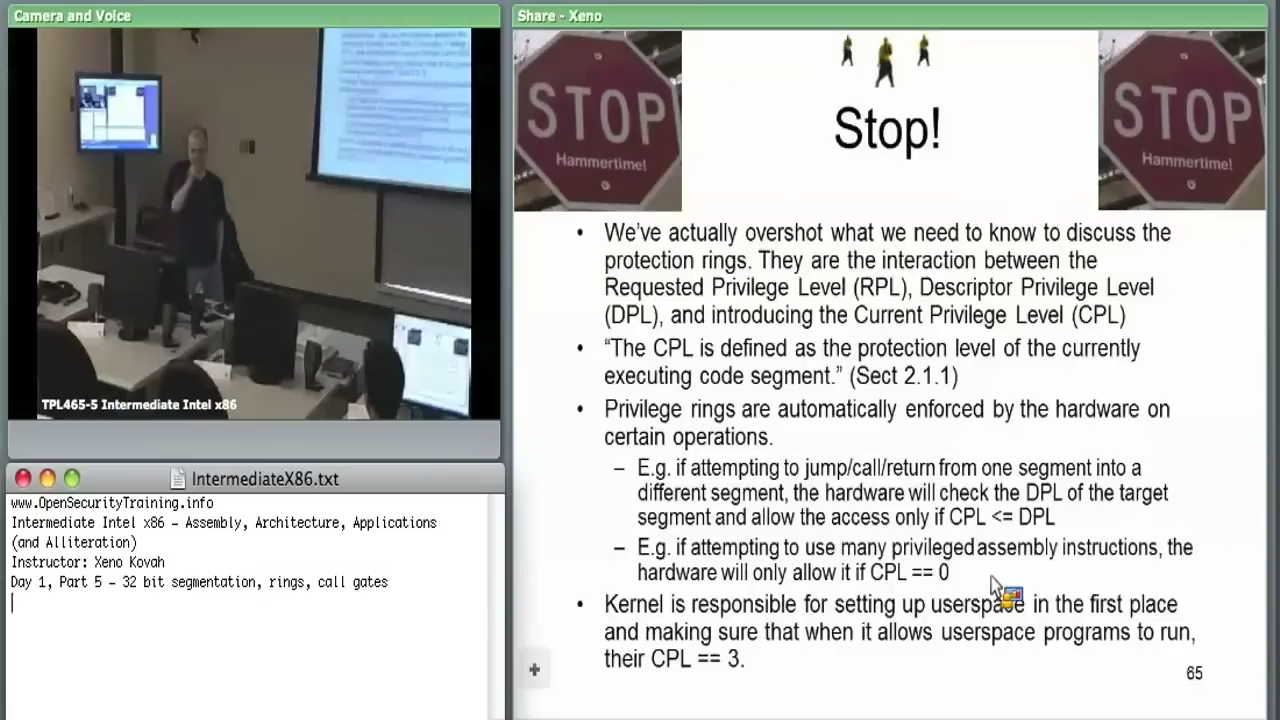 Camera and Voice
TPL465-5 Intermediate Intel x86
IntermediateX86.txt
www.OpenSecurityTraining.info
Intermediate Intel x86 – Assembly, Architecture, Applications
(and Alliteration)
Instructor: Xeno Kovah
Day 1, Part 5 – 32 bit segmentation, rings, call gates
Share - Xeno
STOP
Hammertime!
STOP
Hammertime!
Stop!
• We've actually overshot what we need to know to discuss the
protection rings. They are the interaction between the
Requested Privilege Level (RPL), Descriptor Privilege Level
(DPL), and introducing the Current Privilege Level (CPL)
• “The CPL is defined as the protection level of the currently
executing code segment.” (Sect 2.1.1)
• Privilege rings are automatically enforced by the hardware on
certain operations.
– E.g. if attempting to jump/call/return from one segment into a
different segment, the hardware will check the DPL of the target
segment and allow the access only if CPL <= DPL
– E.g. if attempting to use many privileged assembly instructions, the
hardware will only allow it if CPL == 0
• Kernel is responsible for setting up userspace in the first place
and making sure that when it allows userspace programs to run,
their CPL == 3.
65